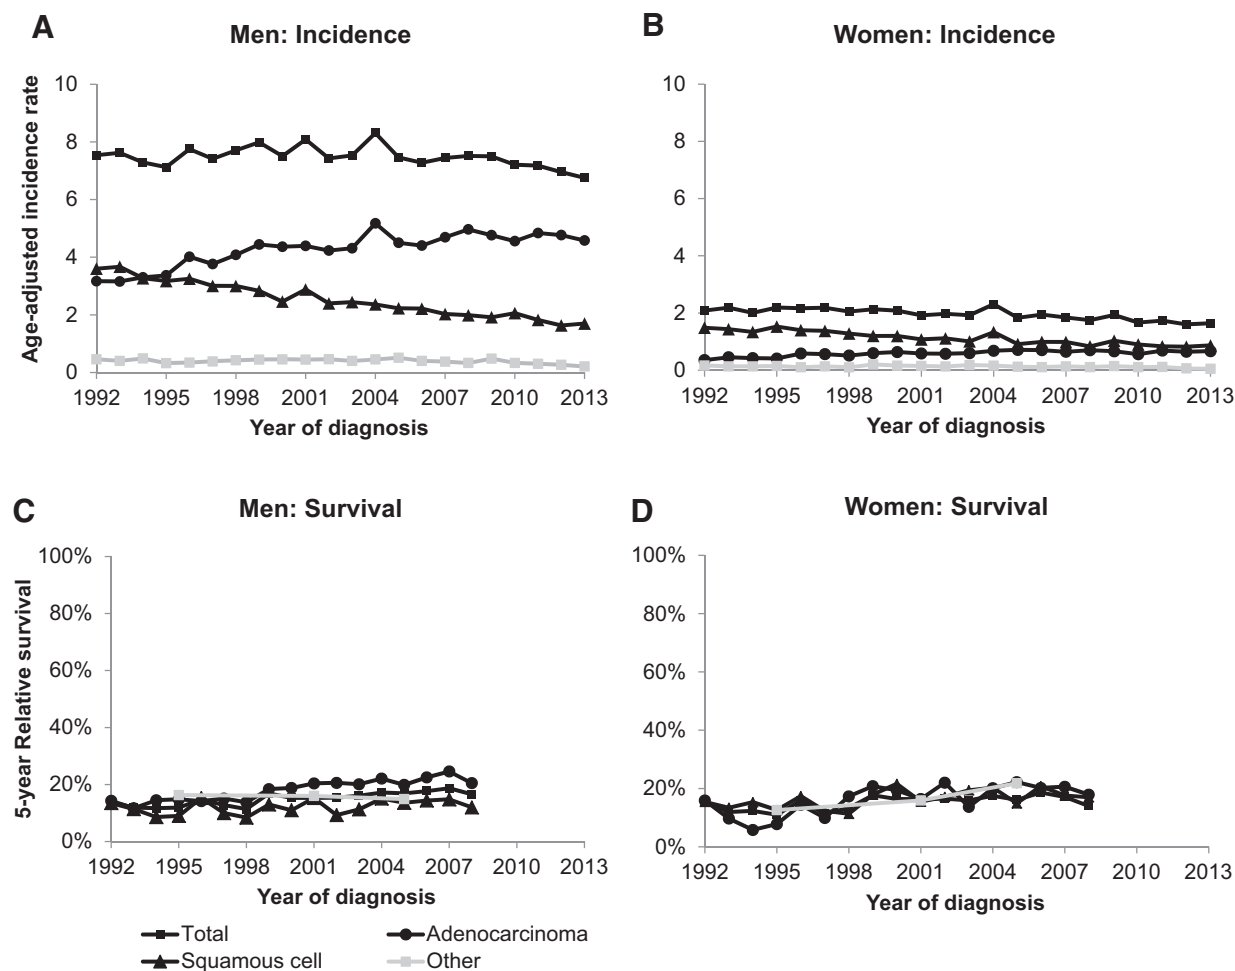 A
Men: Incidence
Age-adjusted incidence rate
10
8
6
4
2
0
1992 1995 1998 2001 2004 2007 2010 2013
Year of diagnosis
B
Women: Incidence
10
8
6
4
2
0
1992 1995 1998 2001 2004 2007 2010 2013
Year of diagnosis
C
Men: Survival
5-year Relative survival
100%
80%
60%
40%
20%
0%
1992 1995 1998 2001 2004 2007 2010 2013
Year of diagnosis
D
Women: Survival
100%
80%
60%
40%
20%
0%
1992 1995 1998 2001 2004 2007 2010 2013
Year of diagnosis
Total Adenocarcinoma
Squamous cell Other